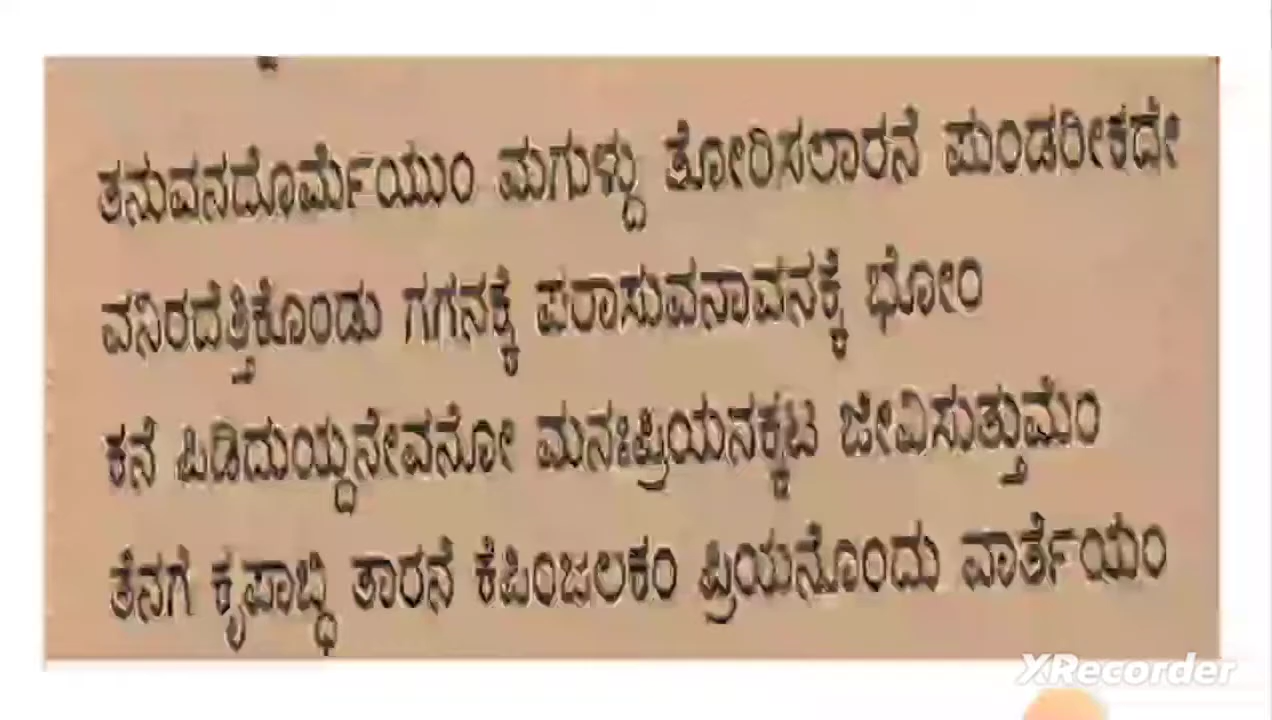 ತನುವನದೊರ್ಮೆಯುಂ ಮಗುಳ್ದು ತೋರಿಸಲಾರನೆ ಪುಂಡರೀಕದೇ
ವನಿರದೆತ್ತಿಕೊಂಡು ಗಗನಕ್ಕೆ ಪರಾಸುವನಾವನಕ್ಕೆ ಭೋಂ
ಕನೆ ಪಿಡಿದುಯ್ದನೇವನೋ ಮನಃಪ್ರಿಯನಕ್ಕಟ ಜೀವಿಸುತ್ತುಮೆಂ
ತೆನಗೆ ಕೃಪಾಬ್ಧಿ ತಾರನೆ ಕಪಿಂಜಲಕಂ ಪ್ರಿಯನೊಂದು ವಾರ್ತೆಯಂ
XRecorder